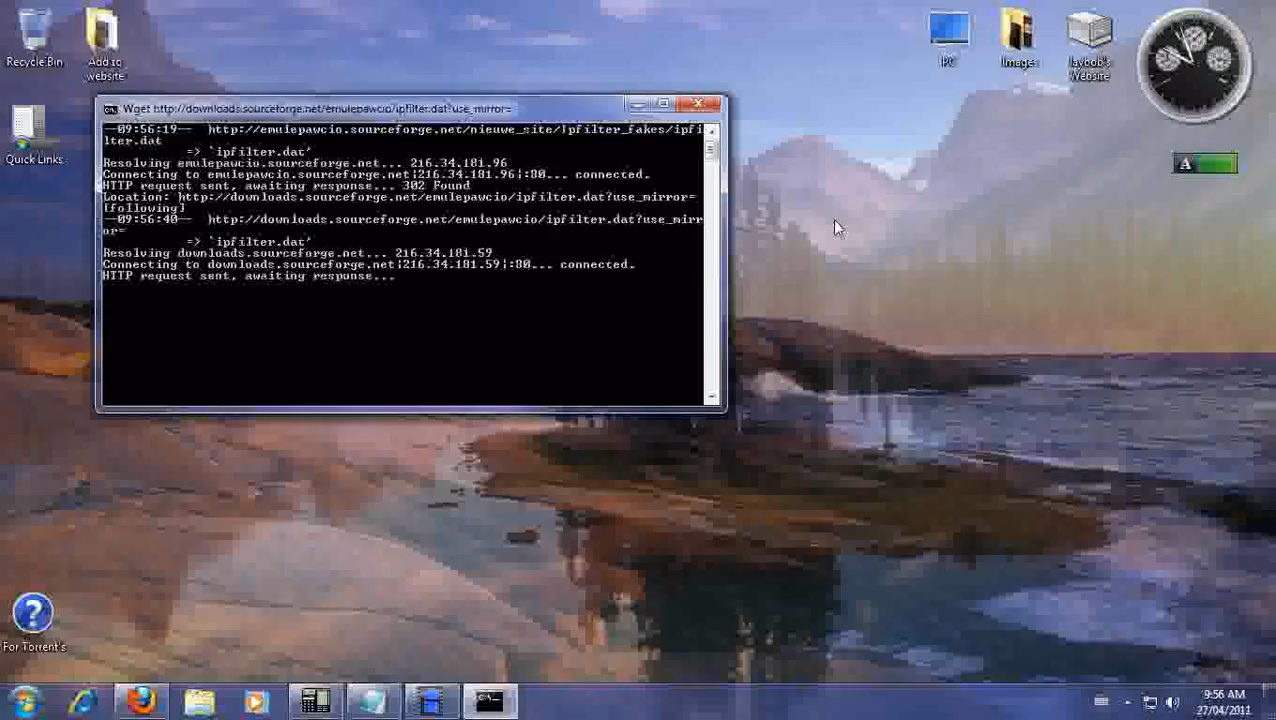 Recycle Bin
Add to
website
Quick Links
PC
Images
Website
A
Wget http://downloads.sourceforge.net/emulepawcio/ipfilter.dat?use_mirror=
--09:56:19--  http://emulepawcio.sourceforge.net/nieuwe_site/Ipfilter_fakes/ipfi
lter.dat
=> `ipfilter.dat'
Resolving emulepawcio.sourceforge.net... 216.34.181.96
Connecting to emulepawcio.sourceforge.net|216.34.181.96|:80... connected.
HTTP request sent, awaiting response... 302 Found
Location: http://downloads.sourceforge.net/emulepawcio/ipfilter.dat?use_mirror=
[following]
--09:56:40--  http://downloads.sourceforge.net/emulepawcio/ipfilter.dat?use_mirr
or=
=> `ipfilter.dat'
Resolving downloads.sourceforge.net... 216.34.181.59
Connecting to downloads.sourceforge.net|216.34.181.59|:80... connected.
HTTP request sent, awaiting response...
For Torrent's
9:56 AM
27/04/2011